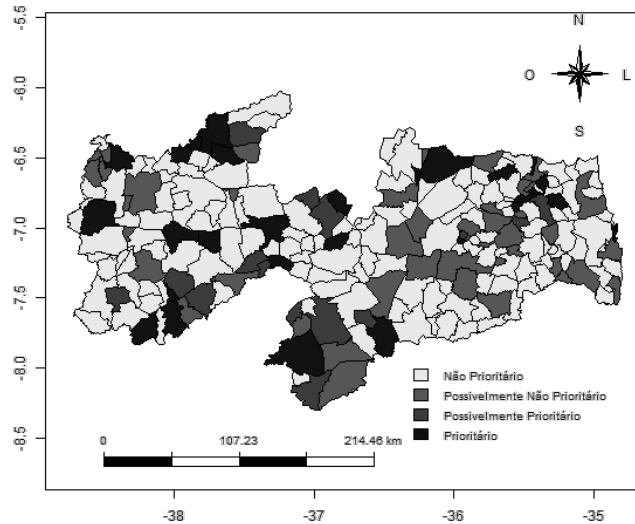 -5.5
-6.0
-6.5
-7.0
-7.5
-8.0
-8.5
N
O L
S
Não Prioritário
Possivelmente Não Prioritário
Possivelmente Prioritário
Prioritário
0 107.23 214.46 km
-38 -37 -36 -35